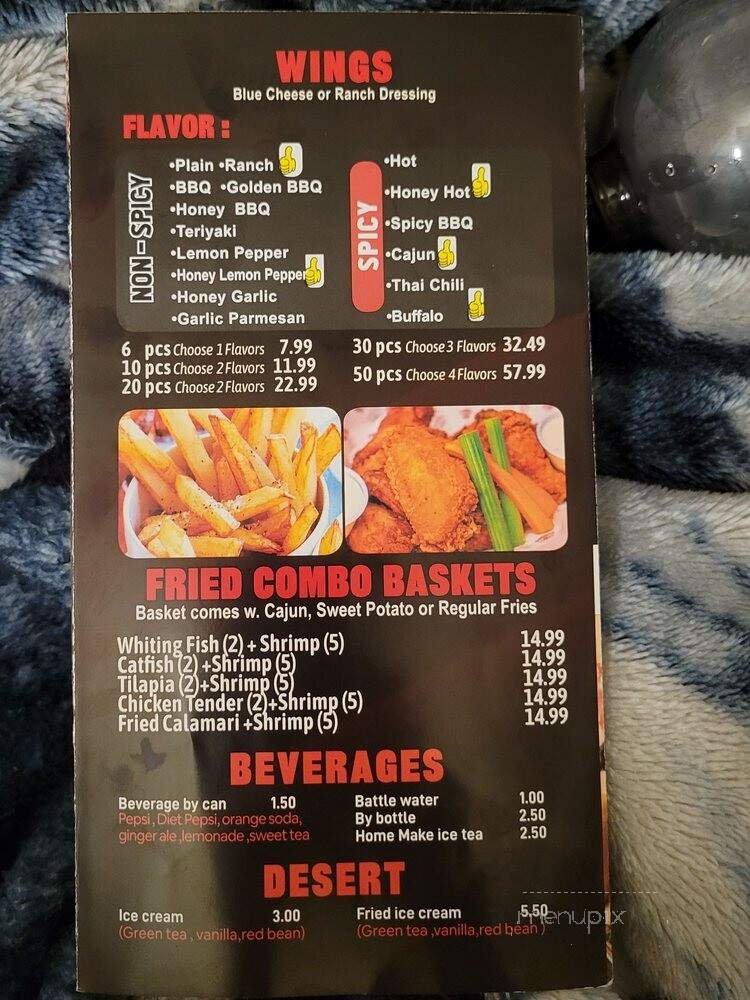 WINGS
Blue Cheese or Ranch Dressing
FLAVOR :
NON-SPICY
•Plain •Ranch
•BBQ •Golden BBQ
•Honey BBQ
•Teriyaki
•Lemon Pepper
•Honey Lemon Pepper
•Honey Garlic
•Garlic Parmesan
SPICY
•Hot
•Honey Hot
•Spicy BBQ
•Cajun
•Thai Chili
•Buffalo
6 pcs Choose 1 Flavors 7.99
10 pcs Choose 2 Flavors 11.99
20 pcs Choose 2 Flavors 22.99
30 pcs Choose 3 Flavors 32.49
50 pcs Choose 4 Flavors 57.99
FRIED COMBO BASKETS
Basket comes w. Cajun, Sweet Potato or Regular Fries
Whiting Fish (2) + Shrimp (5) 14.99
Catfish (2) +Shrimp (5) 14.99
Tilapia (2)+Shrimp (5) 14.99
Chicken Tender (2)+Shrimp (5) 14.99
Fried Calamari +Shrimp (5) 14.99
BEVERAGES
Beverage by can 1.50
Pepsi , Diet Pepsi, orange soda,
ginger ale ,lemonade ,sweet tea
Battle water 1.00
By bottle 2.50
Home Make ice tea 2.50
DESERT
Ice cream 3.00
(Green tea , vanilla,red bean)
Fried ice cream 5.50
(Green tea ,vanilla,red bean )
menupix